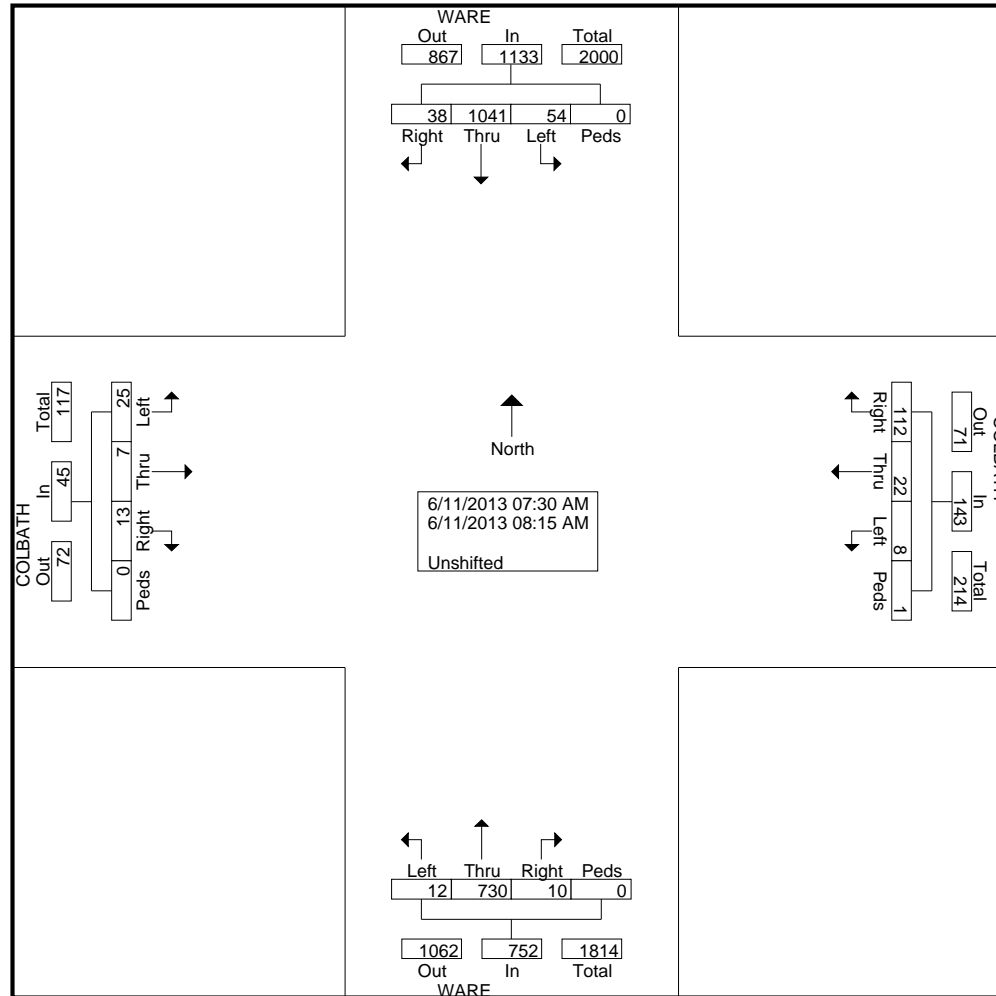 WARE
Out In Total
867 1133 2000
38 1041 54 0
Right Thru Left Peds
COLBATH
Total 117
In 45
Out 72
Left 25
Thru 7
Right 13
Peds 0
North
6/11/2013 07:30 AM
6/11/2013 08:15 AM
Unshifted
Right 112
Thru 22
Left 8
Peds 1
Out 71
In 143
Total 214
Left Thru Right Peds
12 730 10 0
1062 752 1814
Out In Total
WARE